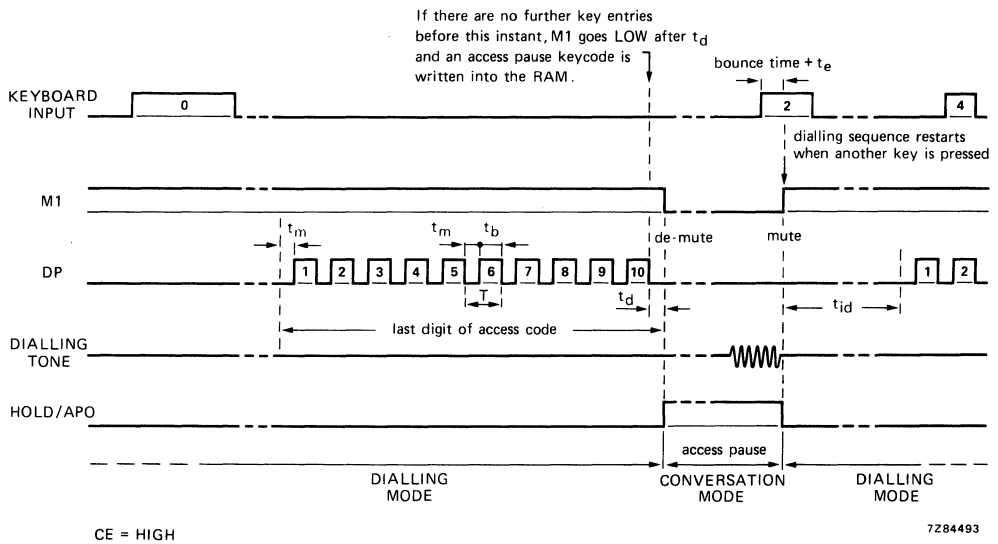 If there are no further key entries
before this instant, M1 goes LOW after td
and an access pause keycode is
written into the RAM.
bounce time + te
KEYBOARD
INPUT
0
2
4
dialling sequence restarts
when another key is pressed
M1
tm
tm
tb
de-mute
mute
DP
1
2
3
4
5
6
7
8
9
10
1
2
T
td
tid
last digit of access code
DIALLING
TONE
HOLD/APO
access pause
DIALLING
MODE
CONVERSATION
MODE
DIALLING
MODE
CE = HIGH
7Z84493